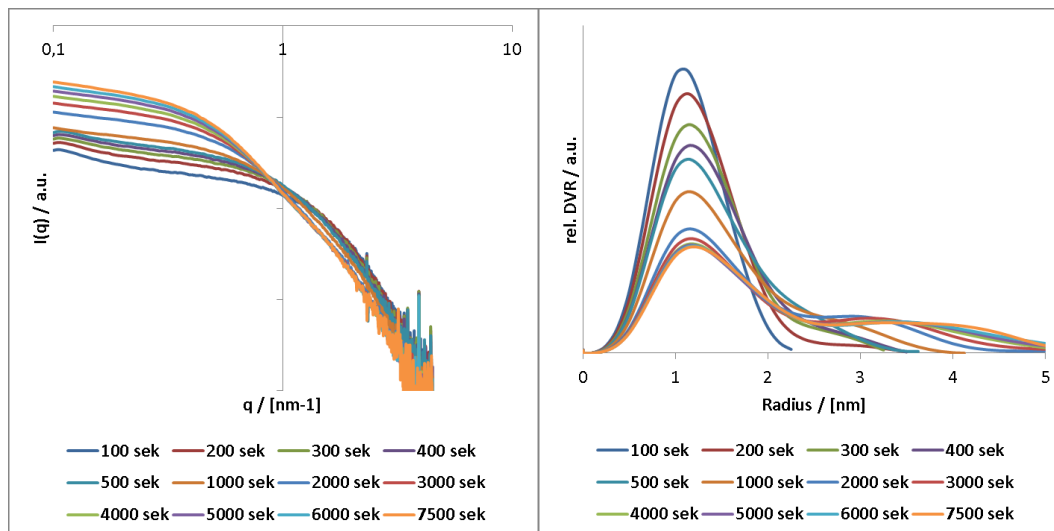 0,1 1 10
I(q) / a.u.
q / [nm-1]
100 sek 200 sek 300 sek 400 sek
500 sek 1000 sek 2000 sek 3000 sek
4000 sek 5000 sek 6000 sek 7500 sek
rel. DVR / a.u.
0 1 2 3 4 5
Radius / [nm]
100 sek 200 sek 300 sek 400 sek
500 sek 1000 sek 2000 sek 3000 sek
4000 sek 5000 sek 6000 sek 7500 sek